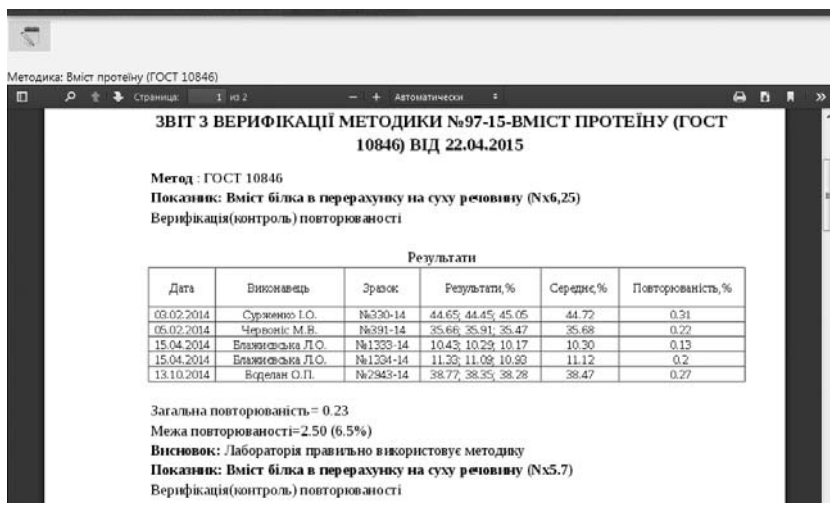 Методика: Вміст протеїну (ГОСТ 10846)
Страница: 1 из 2 − + Автоматически
ЗВІТ З ВЕРИФІКАЦІЇ МЕТОДИКИ №97-15-ВМІСТ ПРОТЕЇНУ (ГОСТ
10846) ВІД 22.04.2015
Метод : ГОСТ 10846
Показник: Вміст білка в перерахунку на суху речовину (Nx6,25)
Верифікація(контроль) повторюваності
Результати
Дата Виконавець Зразок Результати,% Середнє,% Повторюваність,%
03.02.2014 Сурженко І.О. №330-14 44.65; 44.45; 45.05 44.72 0.31
05.02.2014 Червоніс М.В. №391-14 35.66; 35.91; 35.47 35.68 0.22
15.04.2014 Блажиєвська Л.О. №1333-14 10.43; 10.29; 10.17 10.30 0.13
15.04.2014 Блажиєвська Л.О. №1334-14 11.33; 11.09; 10.93 11.12 0.2
13.10.2014 Воделан О.П. №2943-14 38.77; 38.35; 38.28 38.47 0.27
Загальна повторюваність= 0.23
Межа повторюваності=2.50 (6.5%)
Висновок: Лабораторія правильно використовує методику
Показник: Вміст білка в перерахунку на суху речовину (Nx5.7)
Верифікація(контроль) повторюваності